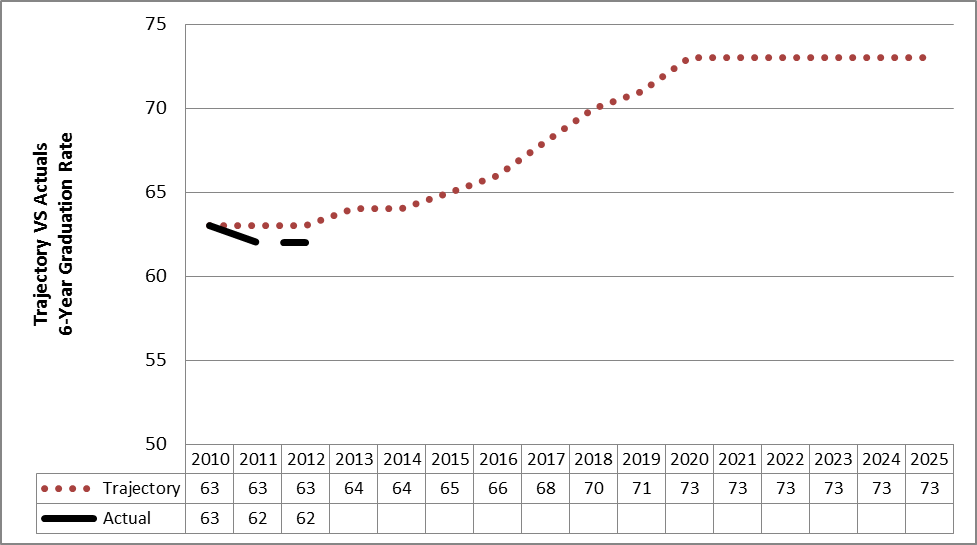 75
70
65
60
55
50
Trajectory VS Actuals
6-Year Graduation Rate
2010 2011 2012 2013 2014 2015 2016 2017 2018 2019 2020 2021 2022 2023 2024 2025
Trajectory 63 63 63 64 64 65 66 68 70 71 73 73 73 73 73 73
Actual 63 62 62